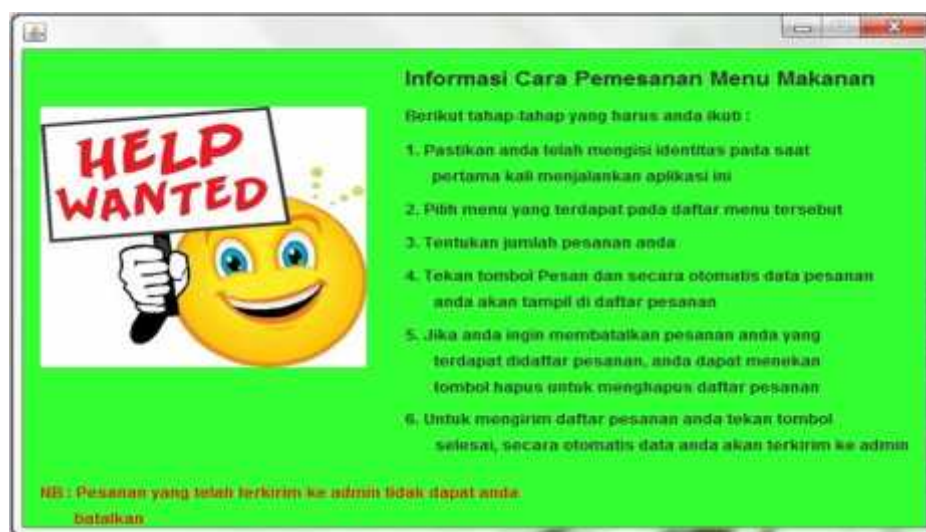 Informasi Cara Pemesanan Menu Makanan
Berikut tahap-tahap yang harus anda ikuti :
1. Pastikan anda telah mengisi identitas pada saat
pertama kali menjalankan aplikasi ini
2. Pilih menu yang terdapat pada daftar menu tersebut
3. Tentukan jumlah pesanan anda
4. Tekan tombol Pesan dan secara otomatis data pesanan
anda akan tampil di daftar pesanan
5. Jika anda ingin membatalkan pesanan anda yang
terdapat didaftar pesanan, anda dapat menekan
tombol hapus untuk menghapus daftar pesanan
6. Untuk mengirim daftar pesanan anda tekan tombol
selesai, secara otomatis data anda akan terkirim ke admin
HELP
WANTED
NB : Pesanan yang telah terkirim ke admin tidak dapat anda
batalkan